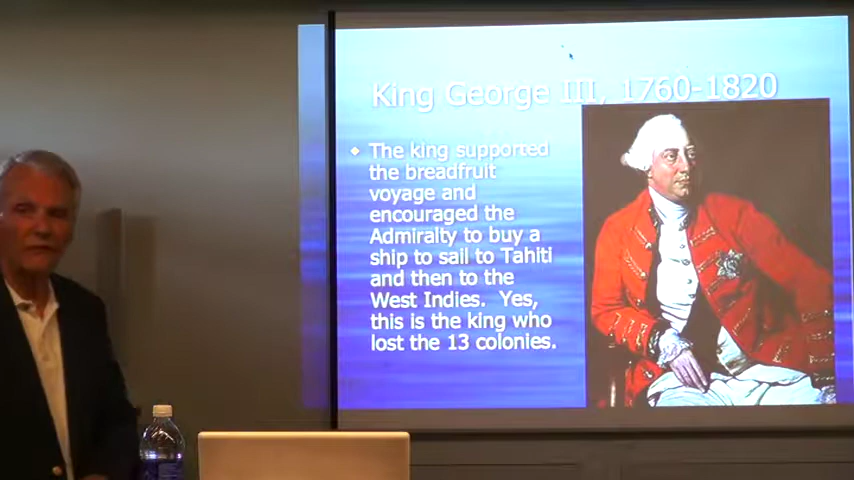 King George III, 1760-1820
The king supported
the breadfruit
voyage and
encouraged the
Admiralty to buy a
ship to sail to Tahiti
and then to the
West Indies. Yes,
this is the king who
lost the 13 colonies.